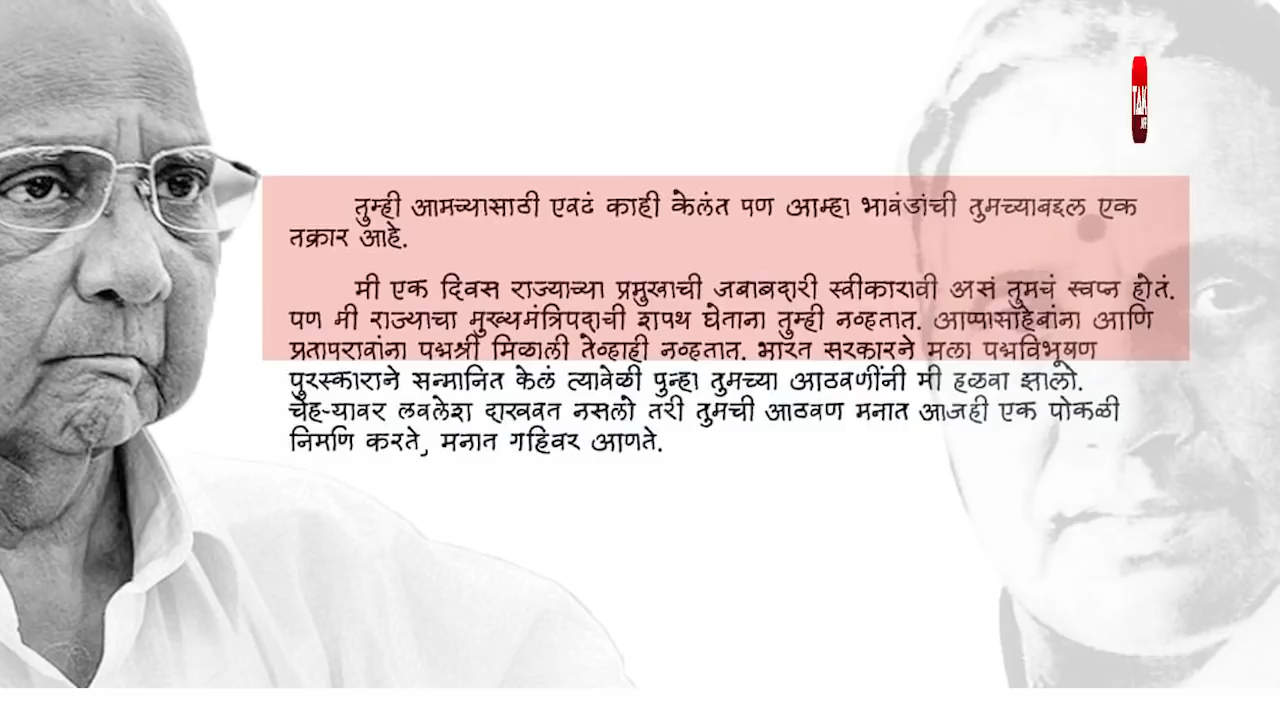 तुम्ही आमच्यासाठी एवढं काही केलंत पण आम्हा भावंडांची तुमच्याबद्दल एक
तक्रार आहे.
मी एक दिवस राज्याच्या प्रमुखाची जबाबदारी स्वीकारावी असं तुमचं स्वप्न होतं.
पण मी राज्याचा मुख्यमंत्रिपदाची शपथ घेताना तुम्ही नव्हतात. आप्पासाहेबांना आणि
प्रतापरावांना पद्मश्री मिळाली तेव्हाही नव्हतात. भारत सरकारने मला पद्मविभूषण
पुरस्काराने सन्मानित केलं त्यावेळी पुन्हा तुमच्या आठवणींनी मी हळवा झालो.
चेहऱ्यावर लवलेश दाखवत नसलो तरी तुमची आठवण मनात आजही एक पोकळी
निर्माण करते, मनात गहिवर आणते.